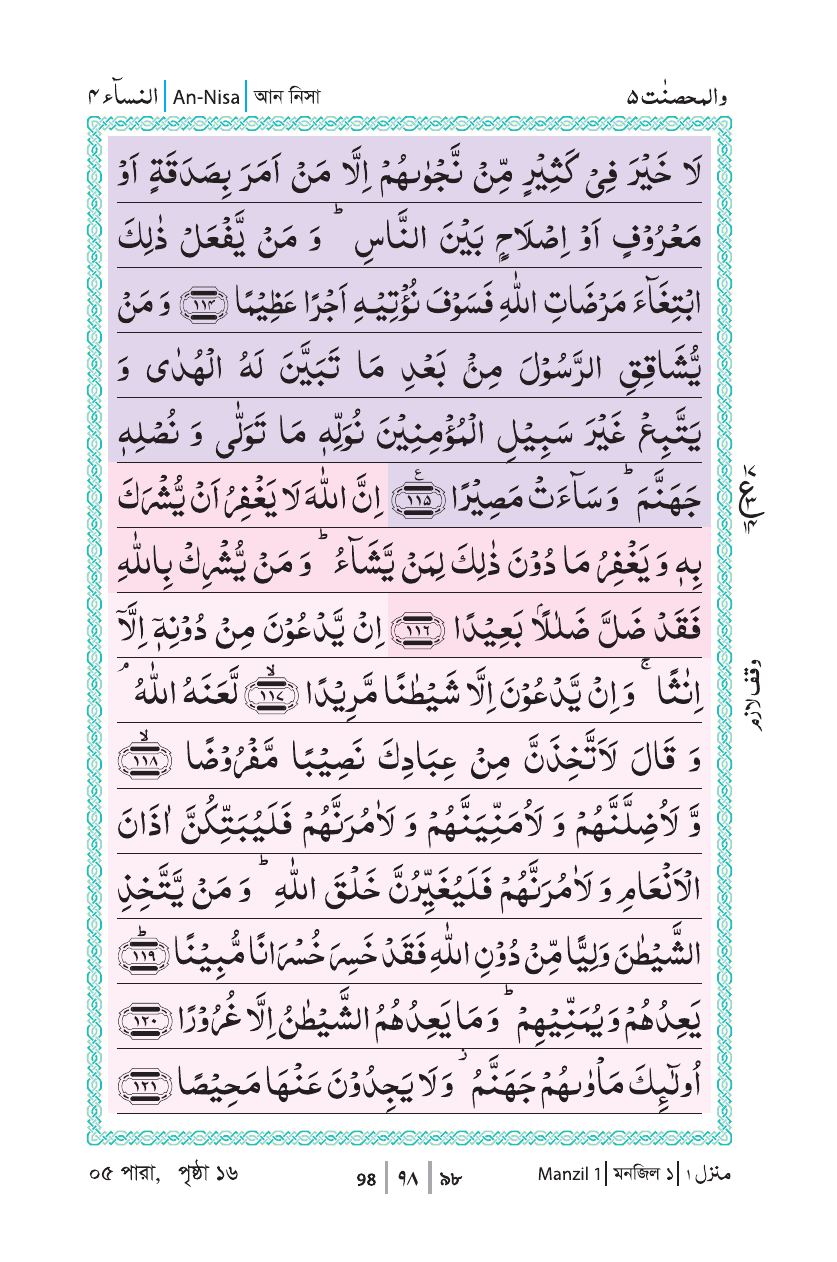 النسآء ۴ | An-Nisa | আন নিসা والمحصنٰت ۵
لَا خَیْرَ فِیْ كَثِیْرٍ مِّنْ نَّجْوٰىهُمْ اِلَّا مَنْ اَمَرَ بِصَدَقَةٍ اَوْ
مَعْرُوْفٍ اَوْ اِصْلَاحٍۭ بَیْنَ النَّاسِ ؕ وَ مَنْ یَّفْعَلْ ذٰلِكَ
ابْتِغَآءَ مَرْضَاتِ اللّٰهِ فَسَوْفَ نُؤْتِیْهِ اَجْرًا عَظِیْمًا ﴿۱۱۴﴾ وَ مَنْ
یُّشَاقِقِ الرَّسُوْلَ مِنْۢ بَعْدِ مَا تَبَیَّنَ لَهُ الْهُدٰى وَ
یَتَّبِعْ غَیْرَ سَبِیْلِ الْمُؤْمِنِیْنَ نُوَلِّهٖ مَا تَوَلّٰى وَ نُصْلِهٖ
جَهَنَّمَ ؕ وَ سَآءَتْ مَصِیْرًا ﴿۱۱۵﴾ۧ اِنَّ اللّٰهَ لَا یَغْفِرُ اَنْ یُّشْرَكَ
بِهٖ وَ یَغْفِرُ مَا دُوْنَ ذٰلِكَ لِمَنْ یَّشَآءُ ؕ وَ مَنْ یُّشْرِكْ بِاللّٰهِ
فَقَدْ ضَلَّ ضَلٰلًۢا بَعِیْدًا ﴿۱۱۶﴾ اِنْ یَّدْعُوْنَ مِنْ دُوْنِهٖۤ اِلَّاۤ
اِنٰثًا ۚ وَ اِنْ یَّدْعُوْنَ اِلَّا شَیْطٰنًا مَّرِیْدًا ﴿۱۱۷﴾ۙ لَّعَنَهُ اللّٰهُ ۘ
وَ قَالَ لَاَتَّخِذَنَّ مِنْ عِبَادِكَ نَصِیْبًا مَّفْرُوْضًا ﴿۱۱۸﴾ۙ
وَّ لَاُضِلَّنَّهُمْ وَ لَاُمَنِّیَنَّهُمْ وَ لَاٰمُرَنَّهُمْ فَلَیُبَتِّكُنَّ اٰذَانَ
الْاَنْعَامِ وَ لَاٰمُرَنَّهُمْ فَلَیُغَیِّرُنَّ خَلْقَ اللّٰهِ ؕ وَ مَنْ یَّتَّخِذِ
الشَّیْطٰنَ وَلِیًّا مِّنْ دُوْنِ اللّٰهِ فَقَدْ خَسِرَ خُسْرَانًا مُّبِیْنًا ﴿۱۱۹﴾ؕ
یَعِدُهُمْ وَ یُمَنِّیْهِمْ ؕ وَ مَا یَعِدُهُمُ الشَّیْطٰنُ اِلَّا غُرُوْرًا ﴿۱۲۰﴾
اُولٰٓىِٕكَ مَاْوٰىهُمْ جَهَنَّمُ ؗ وَ لَا یَجِدُوْنَ عَنْهَا مَحِیْصًا ﴿۱۲۱﴾
وقف لازم
০৫ পারা, পৃষ্ঠা ১৬ 98 | ۹۸ | ৯৮ Manzil 1 | মনজিল ১ | منزل ۱